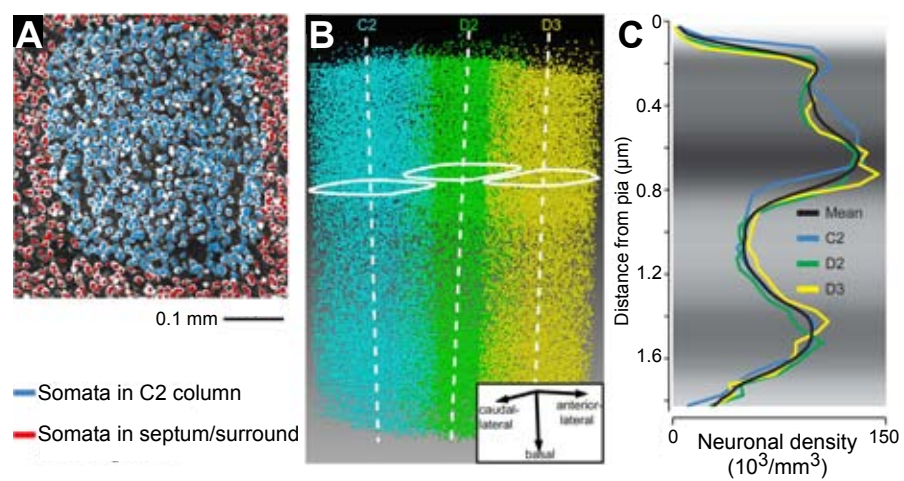 A
0.1 mm
Somata in C2 column
Somata in septum/surround
B
C2 D2 D3
caudal-
lateral
anterior-
lateral
basal
C
0
0.4
0.8
1.2
1.6
Distance from pia (μm)
Mean
C2
D2
D3
0 150
Neuronal density
(10³/mm³)